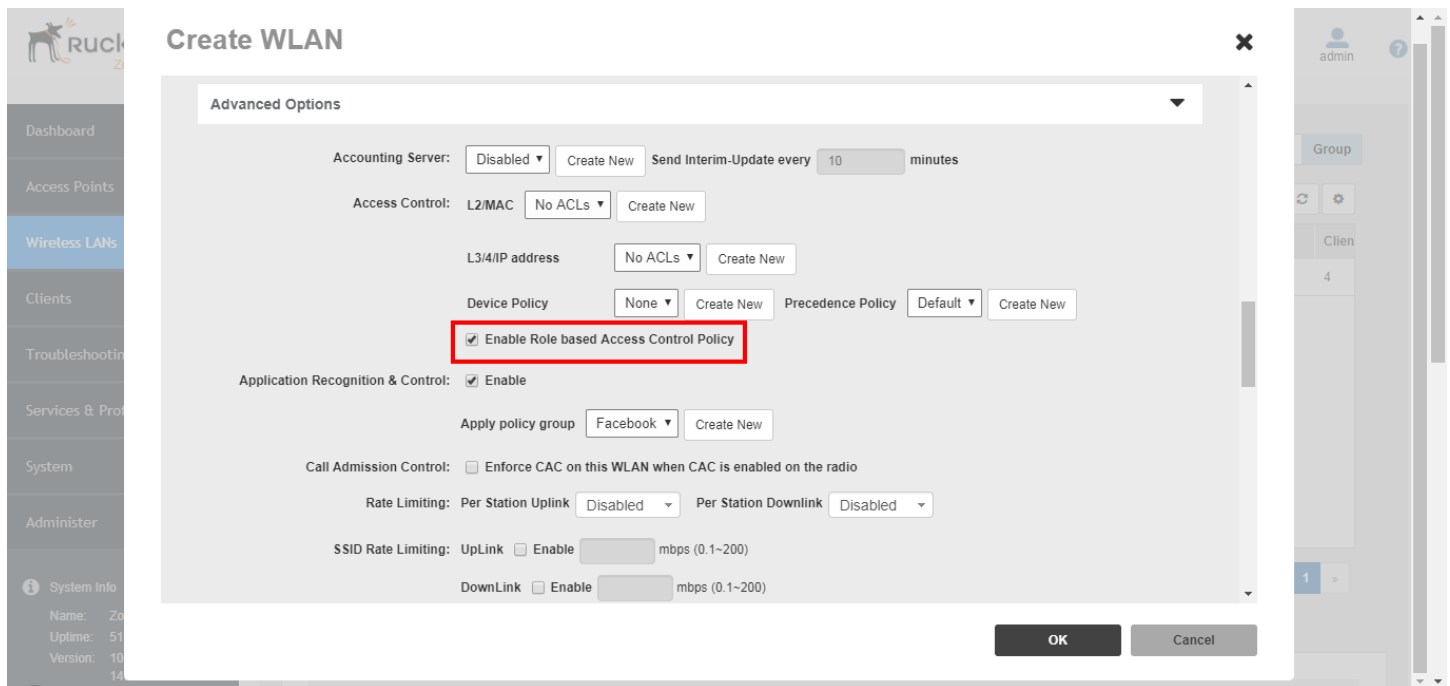 RUCK
Create WLAN
admin
Advanced Options
Dashboard
Accounting Server: Disabled Create New Send Interim-Update every 10 minutes
Group
Access Points
Access Control: L2/MAC No ACLs Create New
Wireless LANs
Clien
L3/4/IP address No ACLs Create New
4
Clients
Device Policy None Create New Precedence Policy Default Create New
Enable Role based Access Control Policy
Troubleshootin
Application Recognition & Control: Enable
Services & Prof
Apply policy group Facebook Create New
System
Call Admission Control: Enforce CAC on this WLAN when CAC is enabled on the radio
Rate Limiting: Per Station Uplink Disabled Per Station Downlink Disabled
Administer
SSID Rate Limiting: UpLink Enable mbps (0.1~200)
System Info
DownLink Enable mbps (0.1~200)
1 »
Name: Zo
Uptime: 51
Version: 10
14
OK Cancel